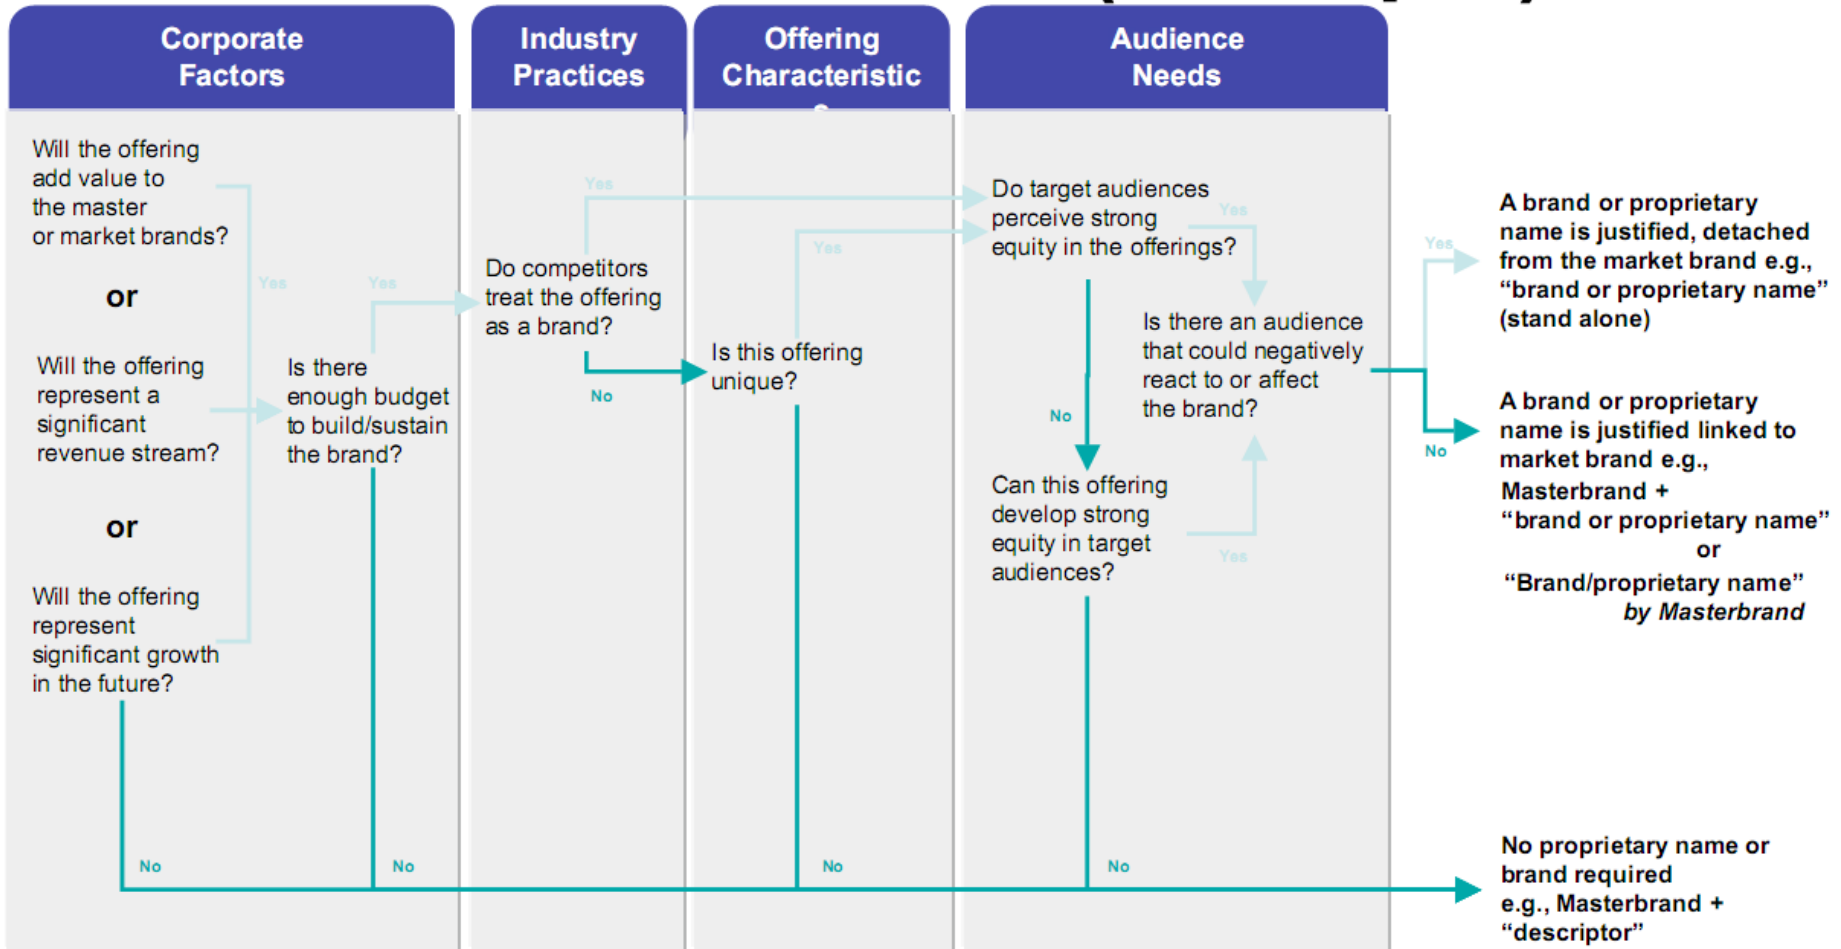 Corporate
Factors
Industry
Practices
Offering
Characteristic
s
Audience
Needs
Will the offering
add value to
the master
or market brands?
or
Will the offering
represent a
significant
revenue stream?
or
Will the offering
represent
significant growth
in the future?
Yes
No
Is there
enough budget
to build/sustain
the brand?
Yes
No
Do competitors
treat the offering
as a brand?
Yes
No
Is this offering
unique?
Yes
No
Do target audiences
perceive strong
equity in the offerings?
Yes
No
Is there an audience
that could negatively
react to or affect
the brand?
Can this offering
develop strong
equity in target
audiences?
Yes
No
Yes
A brand or proprietary
name is justified, detached
from the market brand e.g.,
“brand or proprietary name”
(stand alone)
No
A brand or proprietary
name is justified linked to
market brand e.g.,
Masterbrand +
“brand or proprietary name”
or
“Brand/proprietary name”
by Masterbrand
No proprietary name or
brand required
e.g., Masterbrand +
“descriptor”